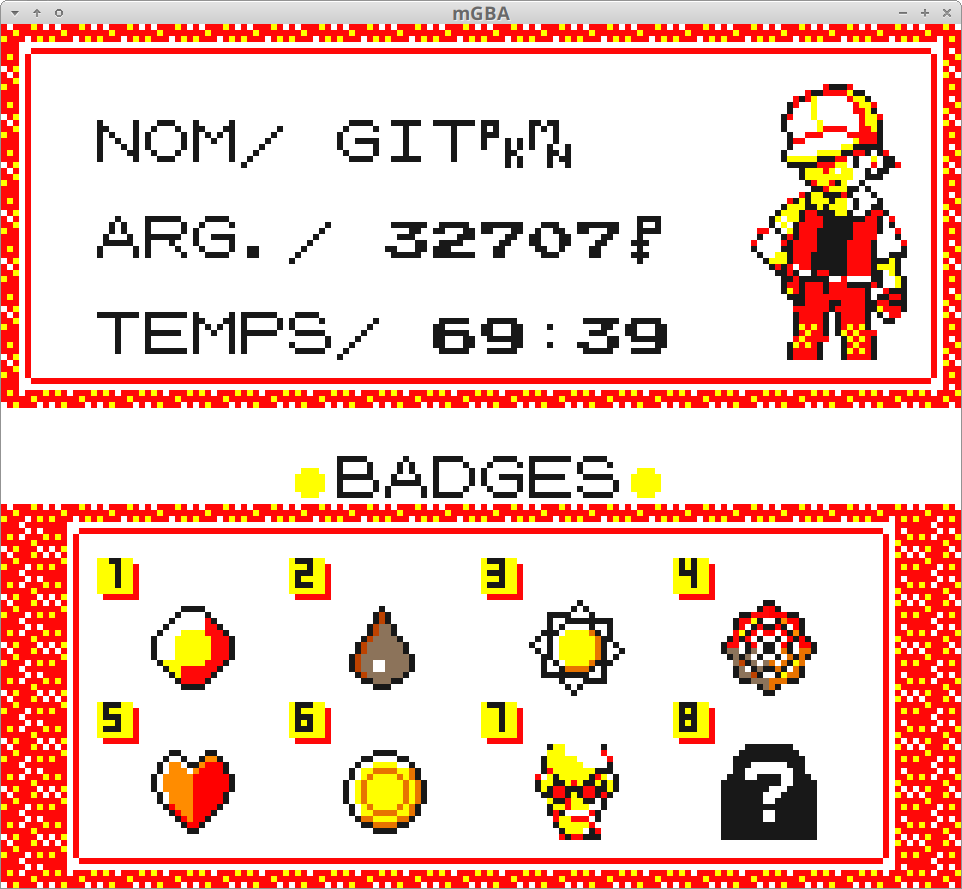 mGBA
NOM/ GITPKMN
ARG./ 32707₽
TEMPS/ 69:39
BADGES
1 2 3 4
5 6 7 8
?